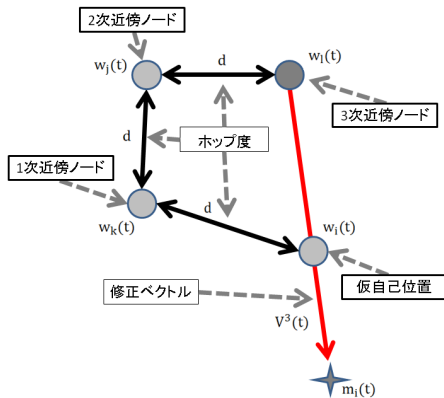 2次近傍ノード
w_j(t)
d
w_l(t)
3次近傍ノード
d
ホップ度
1次近傍ノード
w_k(t)
d
w_i(t)
仮自己位置
修正ベクトル
V^3(t)
m_i(t)